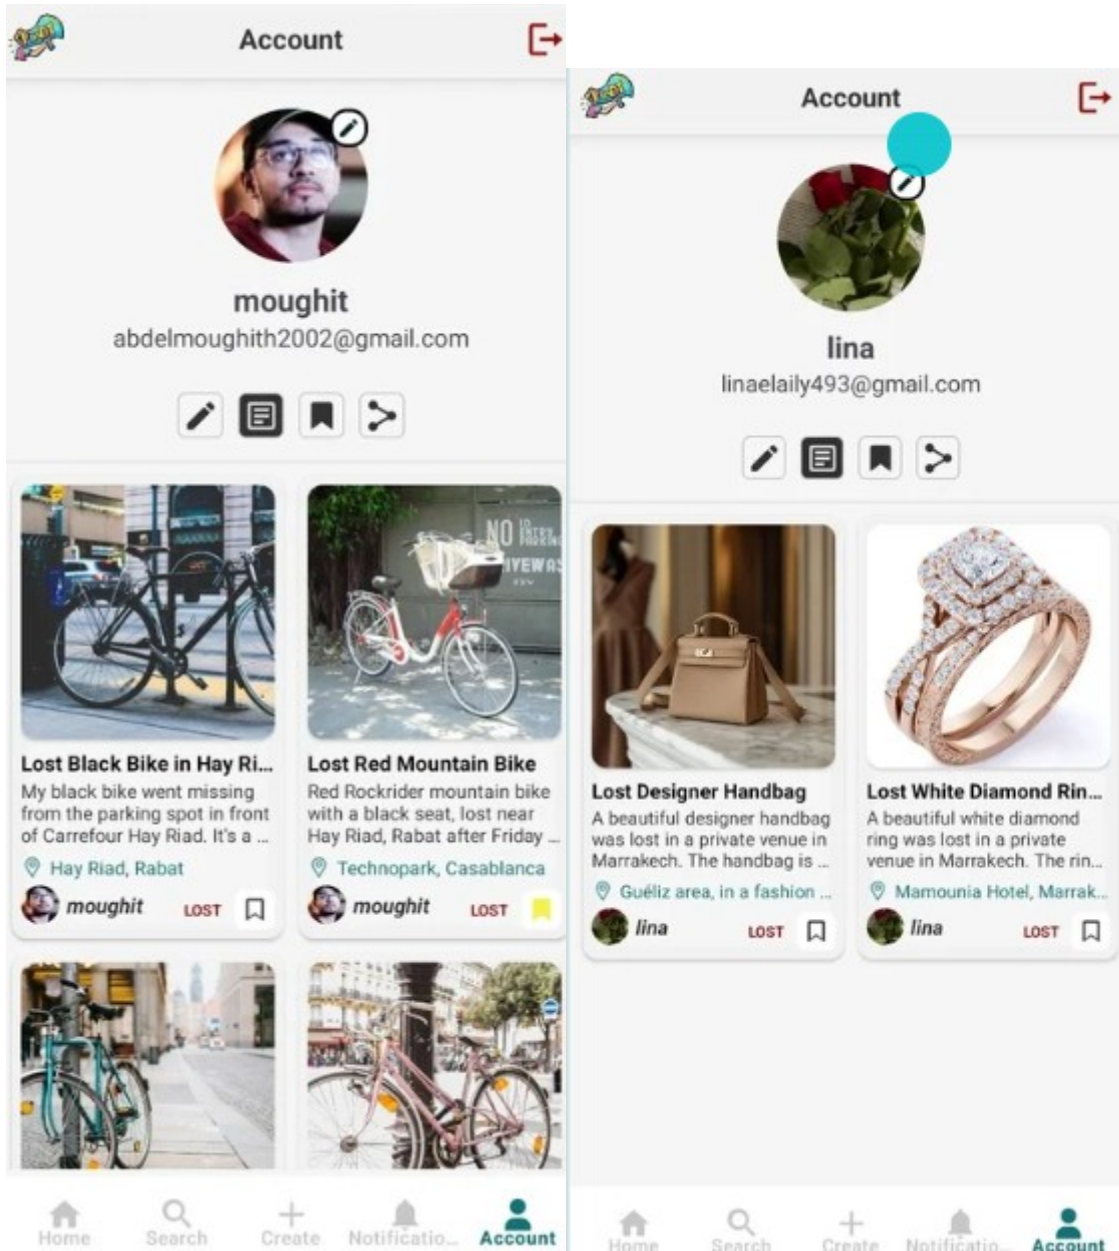 Account
moughit
abdelmoughith2002@gmail.com
NO
Lost Black Bike in Hay Ri...
My black bike went missing
from the parking spot in front
of Carrefour Hay Riad. It's a ...
Hay Riad, Rabat
moughit
LOST
Lost Red Mountain Bike
Red Rockrider mountain bike
with a black seat, lost near
Hay Riad, Rabat after Friday ...
Technopark, Casablanca
moughit
LOST
Home
Search
Create
Notificatio...
Account
Account
lina
linaelaily493@gmail.com
Lost Designer Handbag
A beautiful designer handbag
was lost in a private venue in
Marrakech. The handbag is ...
Guéliz area, in a fashion ...
lina
LOST
Lost White Diamond Rin...
A beautiful white diamond
ring was lost in a private
venue in Marrakech. The rin...
Mamounia Hotel, Marrak...
lina
LOST
Home
Search
Create
Notificatio...
Account